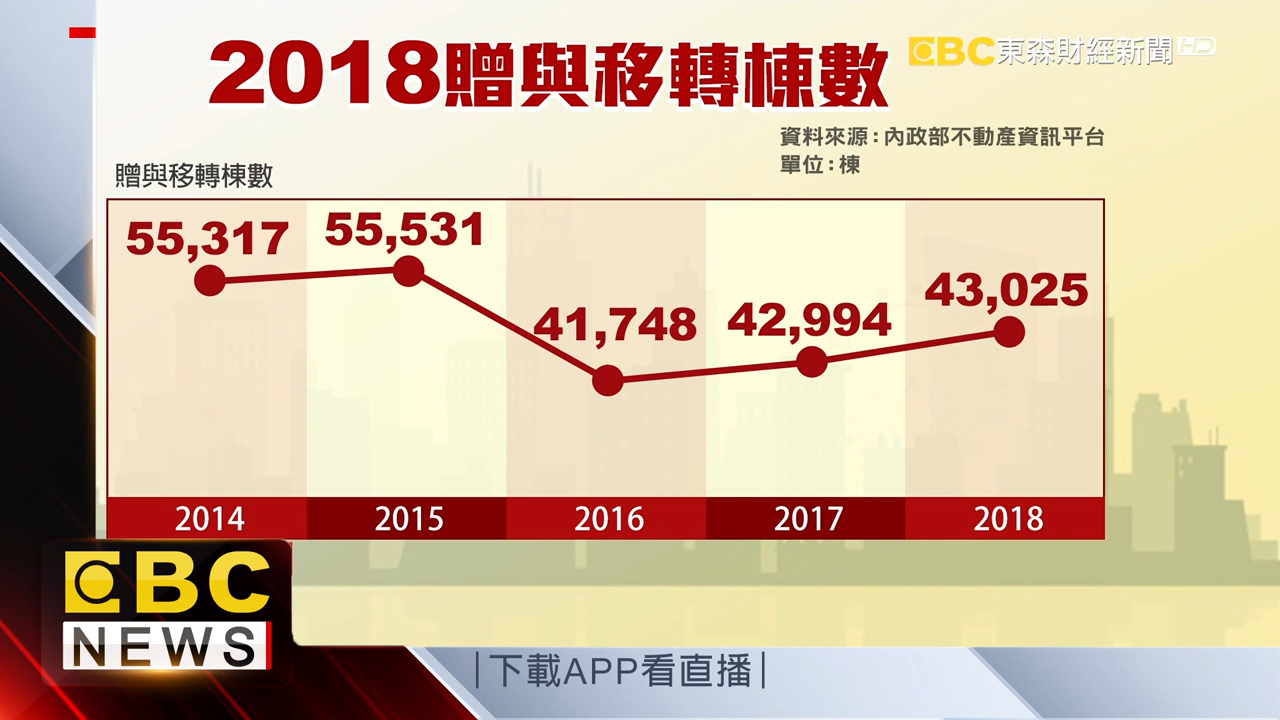 2018贈與移轉棟數
EBC東森財經新聞HD
資料來源:內政部不動產資訊平台
單位:棟
贈與移轉棟數
55,317
55,531
41,748
42,994
43,025
2014
2015
2016
2017
2018
EBC
NEWS
|下載APP看直播|